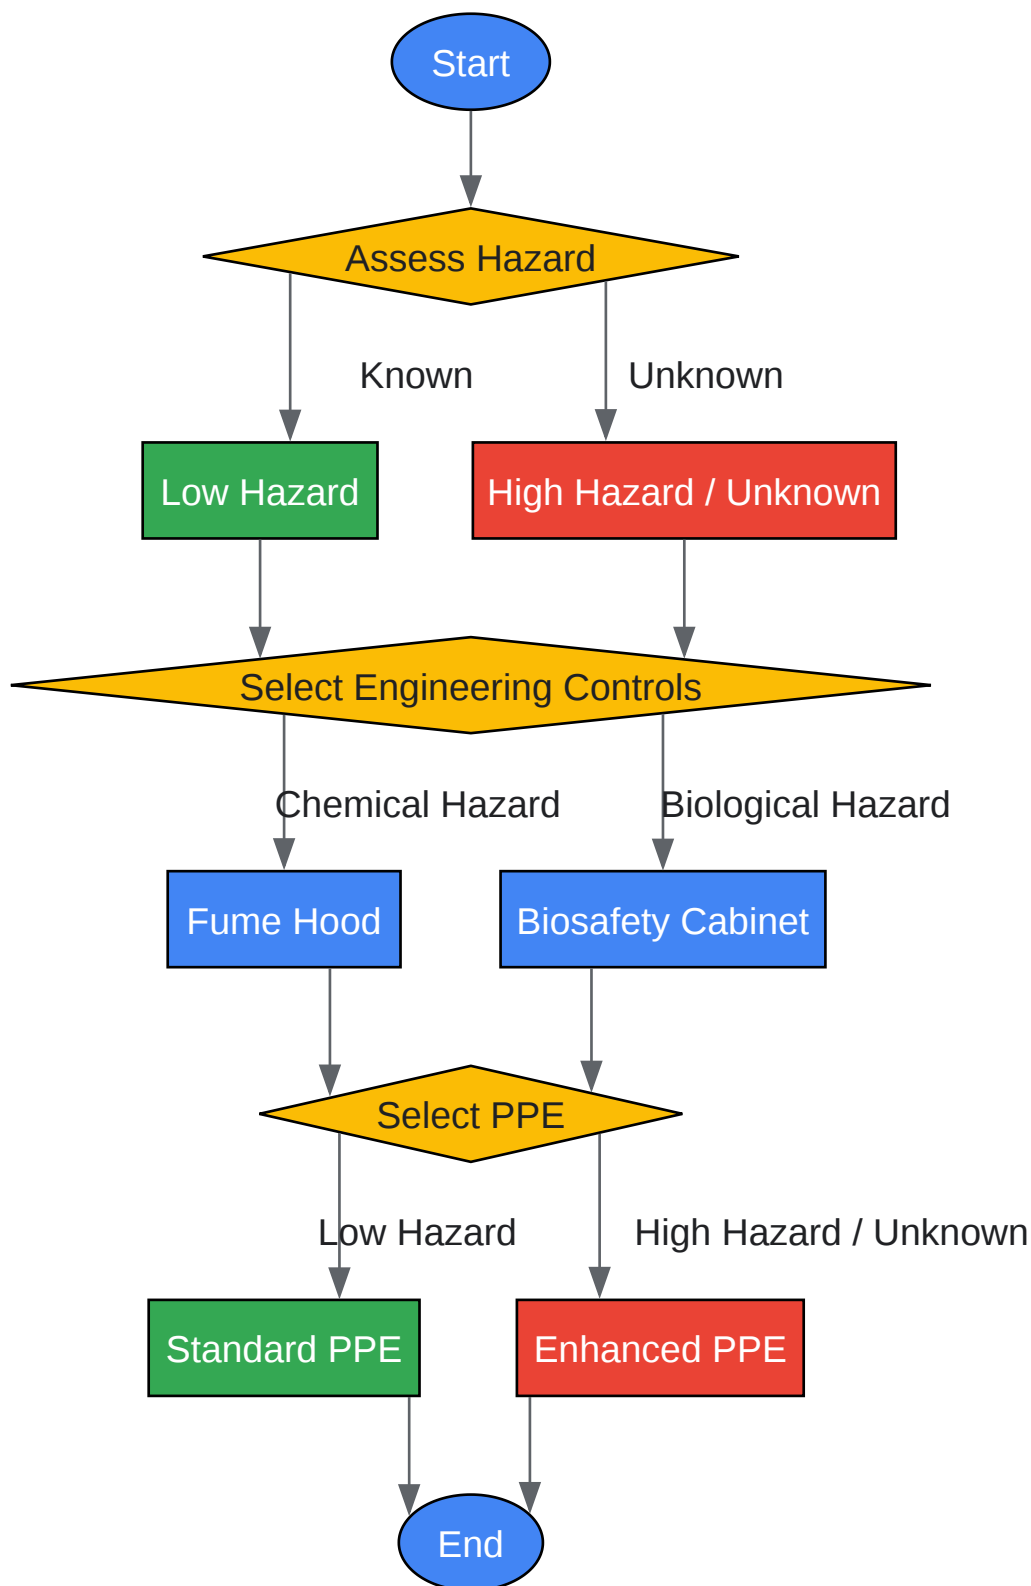 Start
Assess Hazard
Known
Unknown
Low Hazard
High Hazard / Unknown
Select Engineering Controls
Chemical Hazard
Biological Hazard
Fume Hood
Biosafety Cabinet
Select PPE
Low Hazard
High Hazard / Unknown
Standard PPE
Enhanced PPE
End